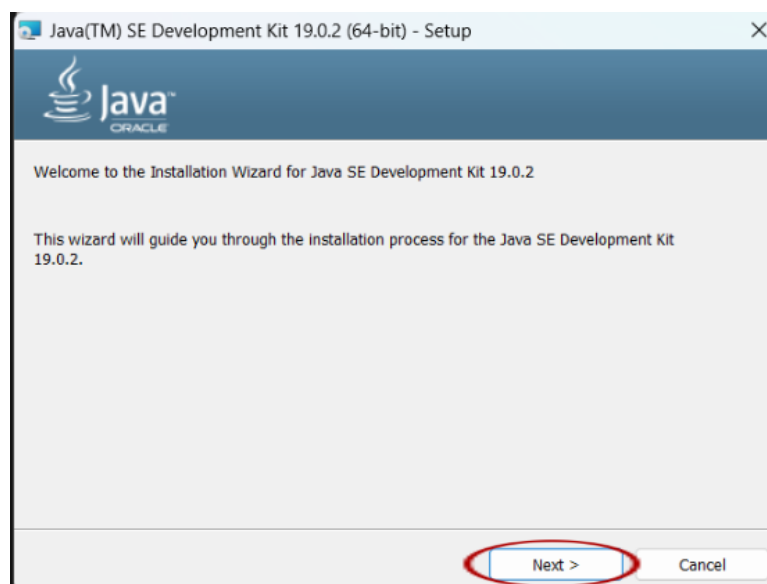 Java(TM) SE Development Kit 19.0.2 (64-bit) - Setup
Java™
ORACLE
Welcome to the Installation Wizard for Java SE Development Kit 19.0.2
This wizard will guide you through the installation process for the Java SE Development Kit
19.0.2.
Next >
Cancel